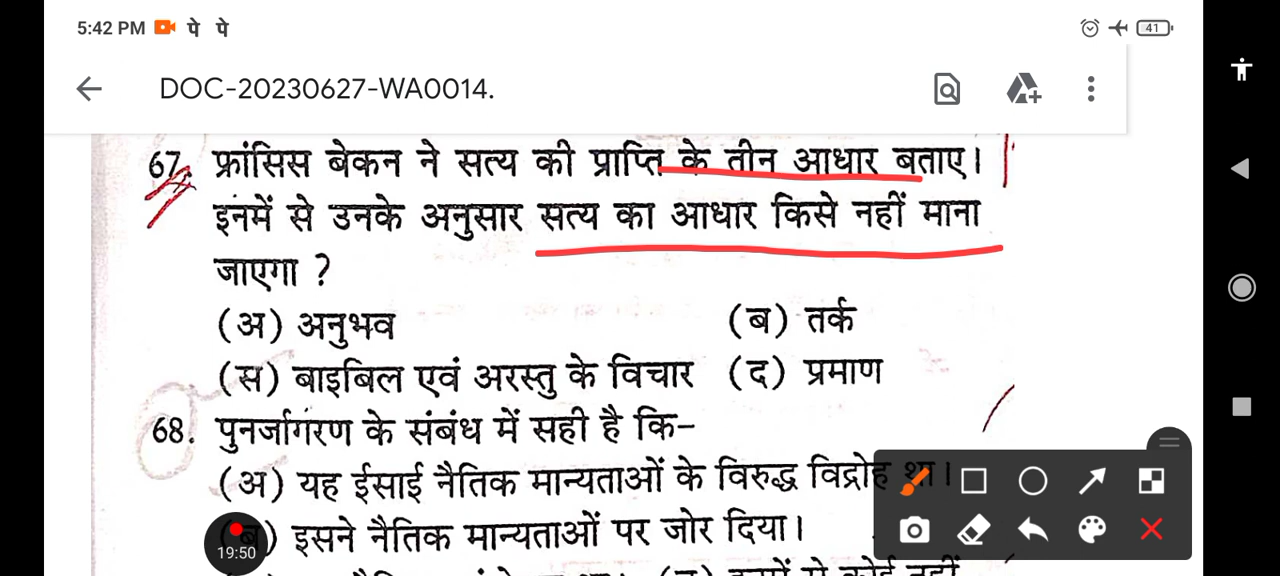 5:42 PM पे पे 41
DOC-20230627-WA0014.
67. फ्रांसिस बेकन ने सत्य की प्राप्ति के तीन आधार बताए।
इनमें से उनके अनुसार सत्य का आधार किसे नहीं माना
जाएगा ?
(अ) अनुभव (ब) तर्क
(स) बाइबिल एवं अरस्तु के विचार (द) प्रमाण
68. पुनर्जागरण के संबंध में सही है कि-
(अ) यह ईसाई नैतिक मान्यताओं के विरुद्ध विद्रोह था।
(ब) इसने नैतिक मान्यताओं पर जोर दिया।
19:50